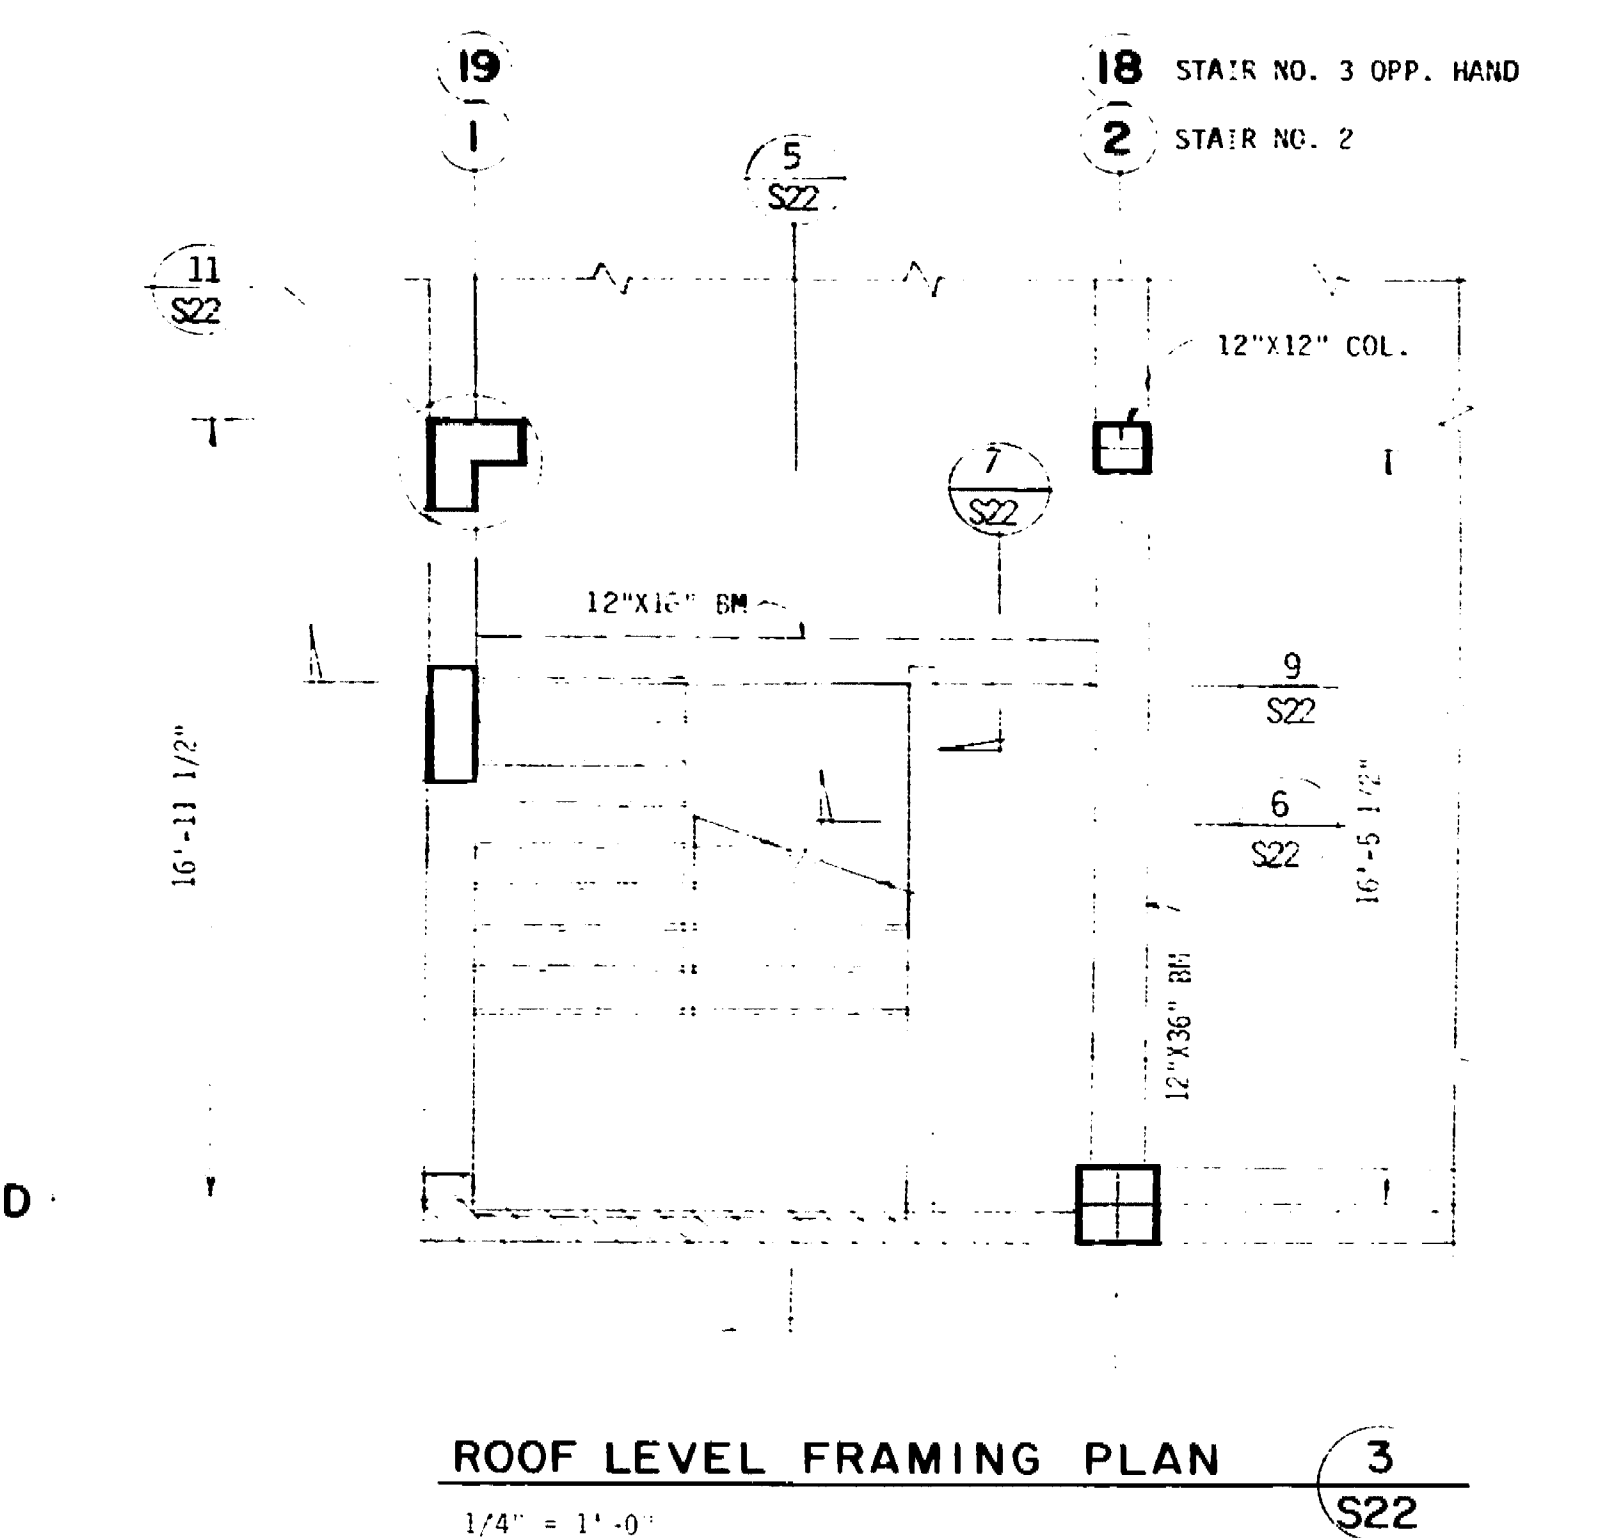 19
18 STAIR NO. 3 OPP. HAND
1
2 STAIR NO. 2
5
S22
11
S22
12"X12" COL.
7
S22
BM
9
S22
16'-11 1/2"
6
S22
16'-5 1/2"
12"X36" BM
D
ROOF LEVEL FRAMING PLAN
3
S22
1/4" = 1'-0"